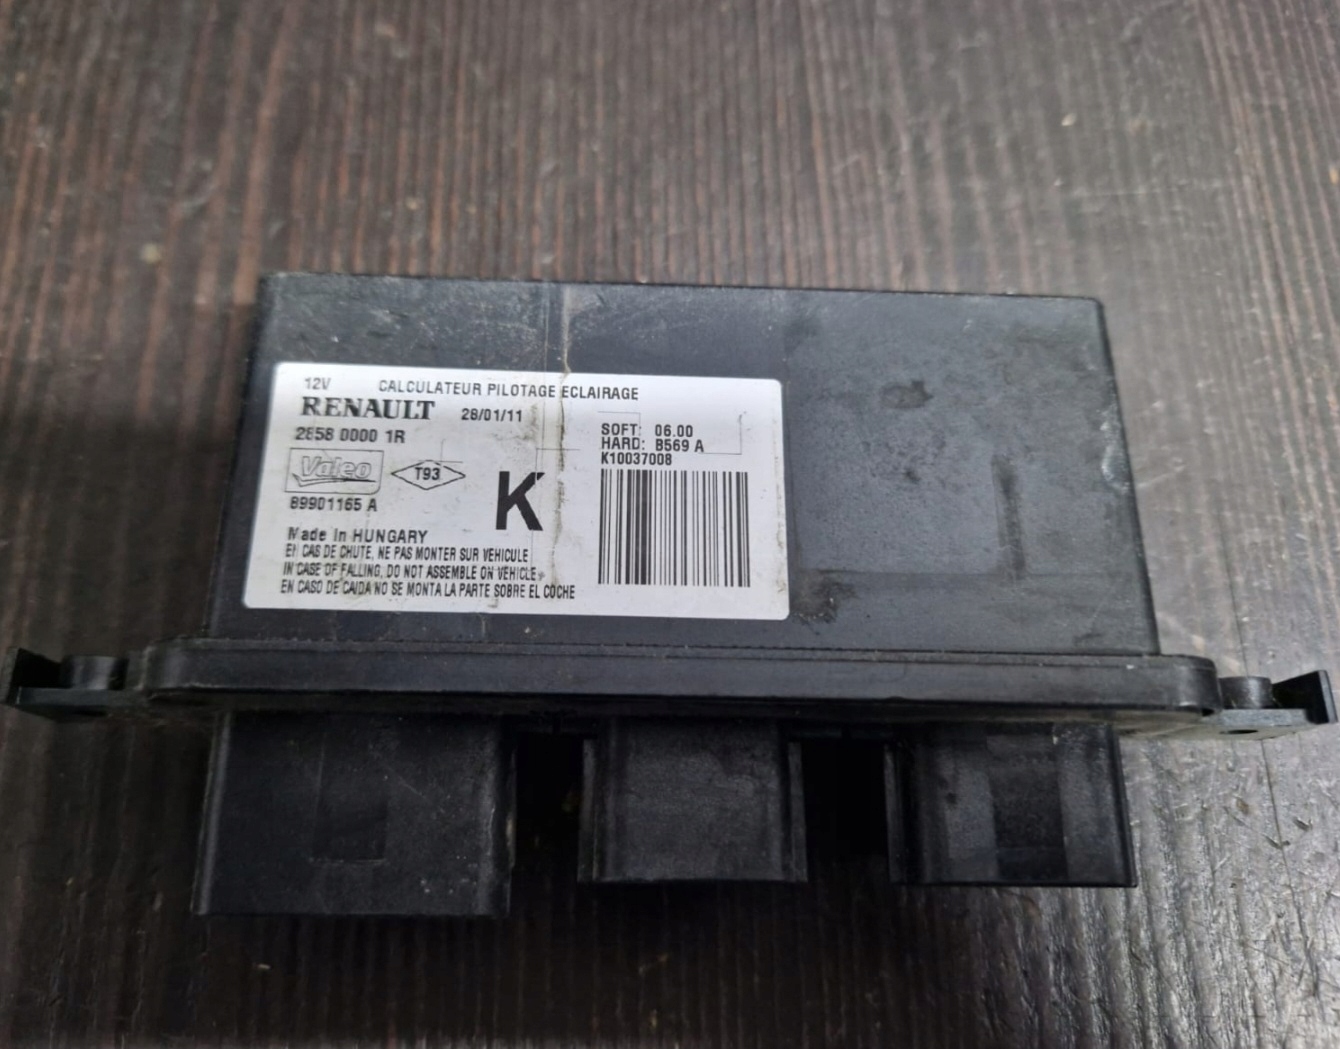 12V CALCULATEUR PILOTAGE ECLAIRAGE
RENAULT 28/01/11
2858 0000 1R
SOFT: 06.00
HARD: B569 A
K10037008
Valeo
T93
K
89901165 A
Made In HUNGARY
EN CAS DE CHUTE, NE PAS MONTER SUR VEHICULE
IN CASE OF FALLING, DO NOT ASSEMBLE ON VEHICLE
EN CASO DE CAIDA NO SE MONTA LA PARTE SOBRE EL COCHE